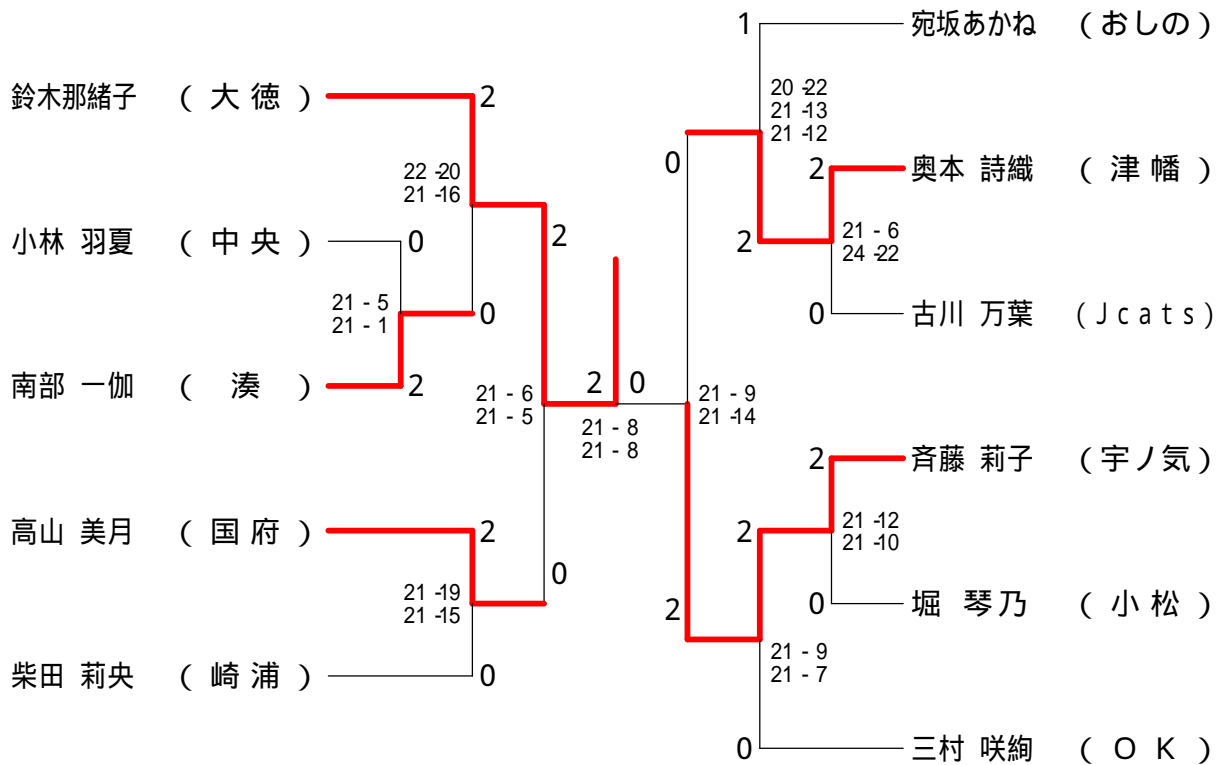 鈴木那緒子 ( 大 徳 )
2
22 -20
21 -16
小林 羽夏 ( 中 央 )
0
2
21 - 5
21 - 1
0
南部 一伽 ( 湊 )
2
21 - 6
21 - 5
2 0
21 - 8
21 - 8
高山 美月 ( 国 府 )
2
0
21 -19
21 -15
柴田 莉央 ( 崎 浦 )
0
1
宛坂あかね ( おしの )
20 -22
21 -13
21 -12
0
2
奥本 詩織 ( 津 幡 )
2
21 - 6
24 -22
0
古川 万葉 ( J c a t s )
21 - 9
21 -14
2
斉藤 莉子 ( 宇ノ気 )
2
21 -12
21 -10
2
0
堀 琴乃 ( 小 松 )
21 - 9
21 - 7
0
三村 咲絢 ( O K )